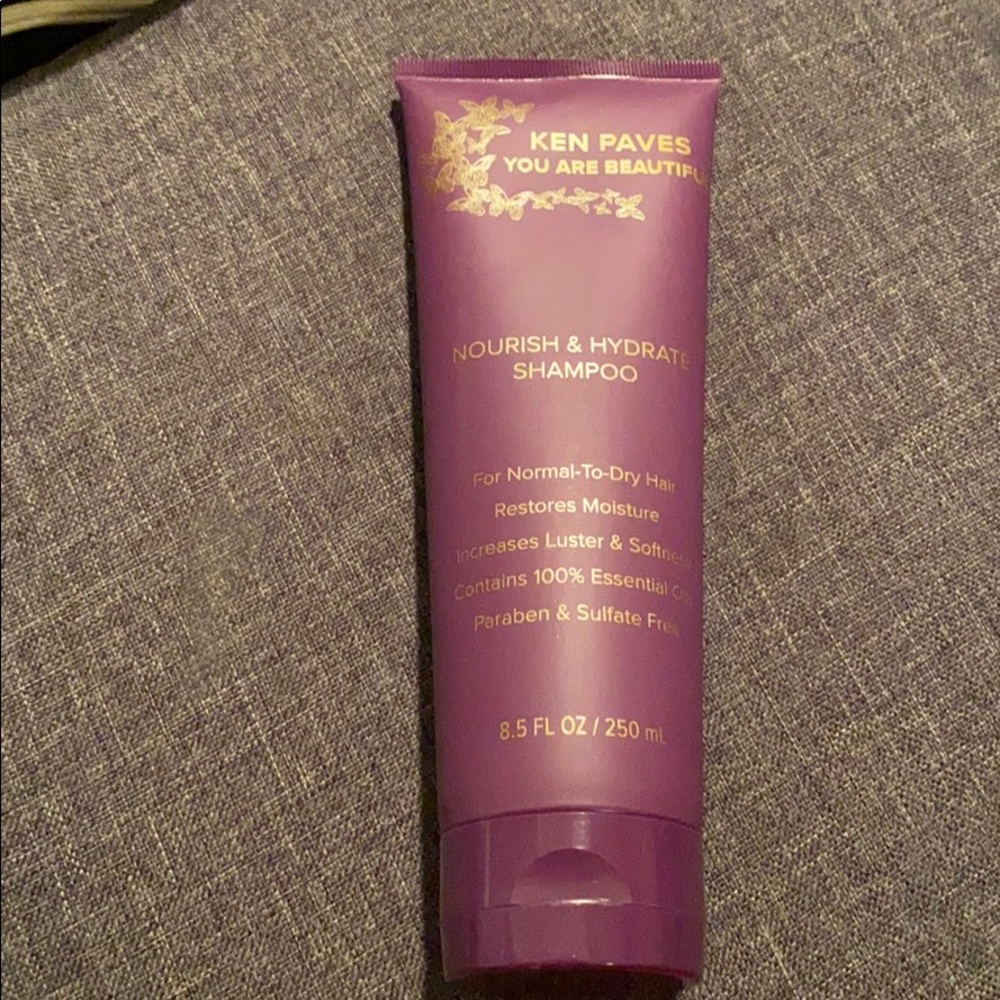 KEN PAVES
YOU ARE BEAUTIFUL
NOURISH & HYDRATE
SHAMPOO
For Normal-To-Dry Hair
Restores Moisture
Increases Luster & Softness
Contains 100% Essential Oils
Paraben & Sulfate Free
8.5 FL OZ / 250 ml